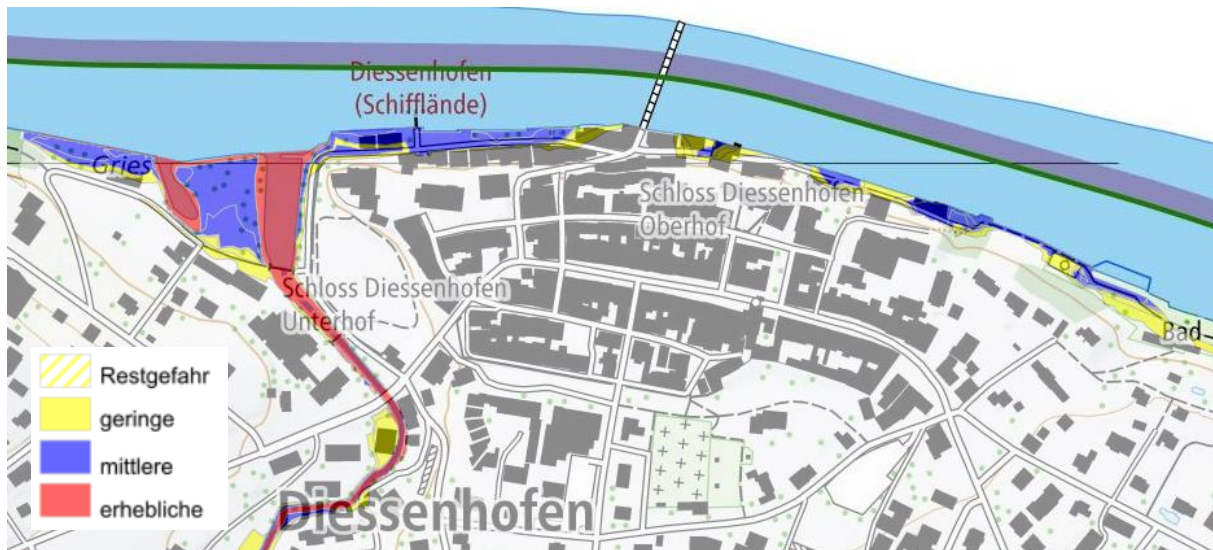 Diessenhofen
(Schifflände)
Gries
Schloss Diessenhofen
Oberhof
Schloss Diessenhofen
Unterhof
Bad
Restgefahr
geringe
mittlere
erhebliche
Diessenhofen